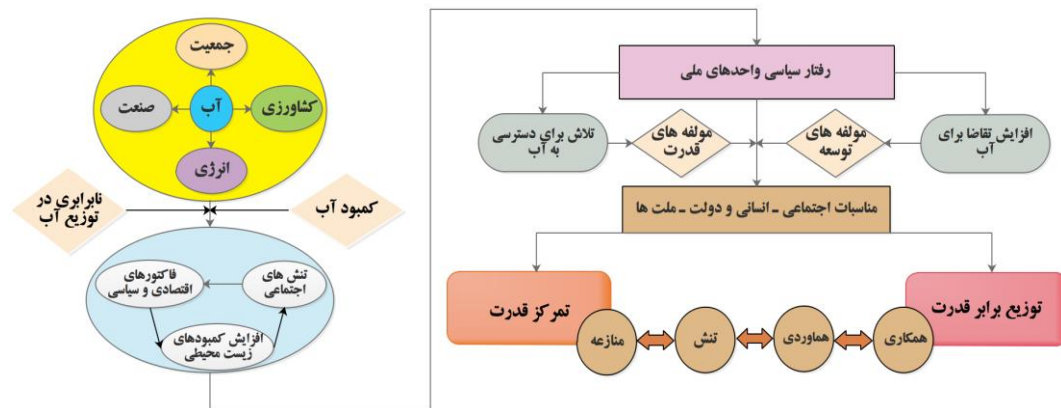 جمعیت
صنعت
آب
کشاورزی
انرژی
نابرابری در
توزیع آب
کمبود آب
فاکتورهای
اقتصادی و سیاسی
تنش های
اجتماعی
افزایش کمبودهای
زیست محیطی
رفتار سیاسی واحدهای ملی
افزایش تقاضا برای
آب
مولفه های
توسعه
مولفه های
قدرت
تلاش برای دسترسی
به آب
مناسبات اجتماعی ـ انسانی و دولت ـ ملت ها
توزیع برابر قدرت
تمرکز قدرت
همکاری
هماوردی
تنش
منازعه